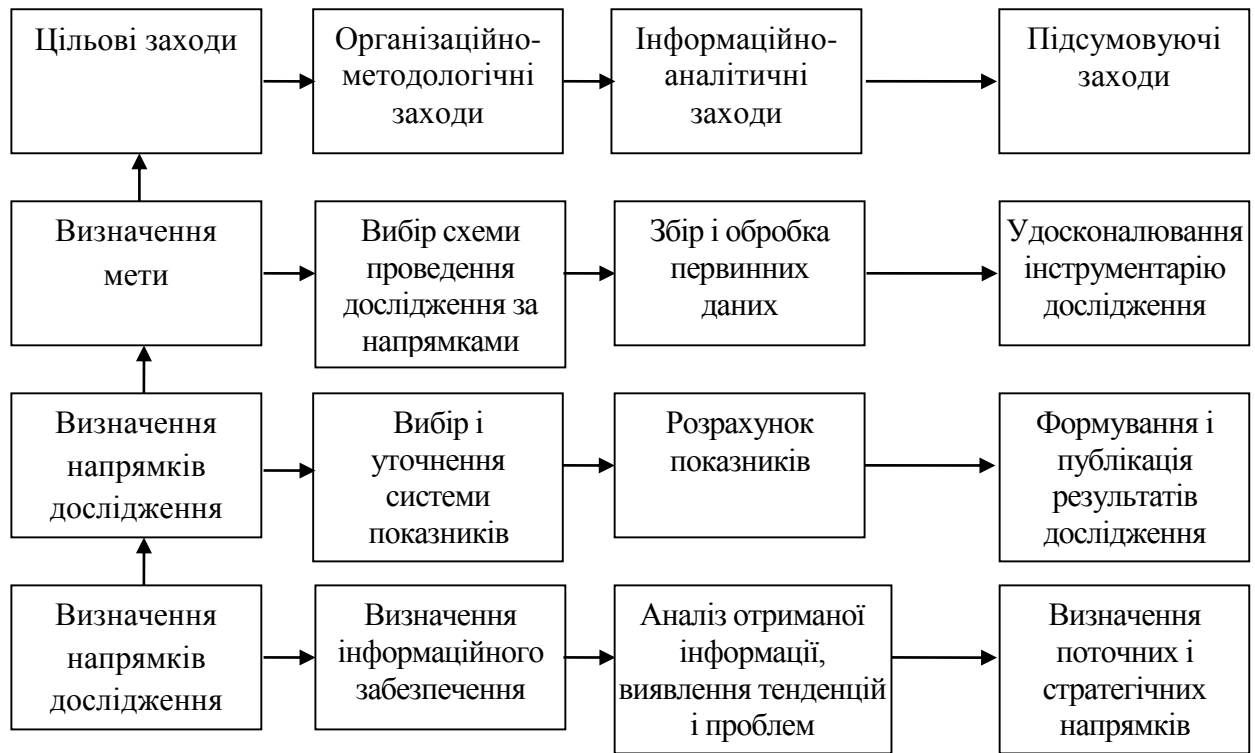 Цільові заходи
Організаційно-
методологічні
заходи
Інформаційно-
аналітичні
заходи
Підсумовуючі
заходи
Визначення
мети
Вибір схеми
проведення
дослідження за
напрямками
Збір і обробка
первинних
даних
Удосконалювання
інструментарію
дослідження
Визначення
напрямків
дослідження
Вибір і
уточнення
системи
показників
Розрахунок
показників
Формування і
публікація
результатів
дослідження
Визначення
напрямків
дослідження
Визначення
інформаційного
забезпечення
Аналіз отриманої
інформації,
виявлення тенденцій
і проблем
Визначення
поточних і
стратегічних
напрямків